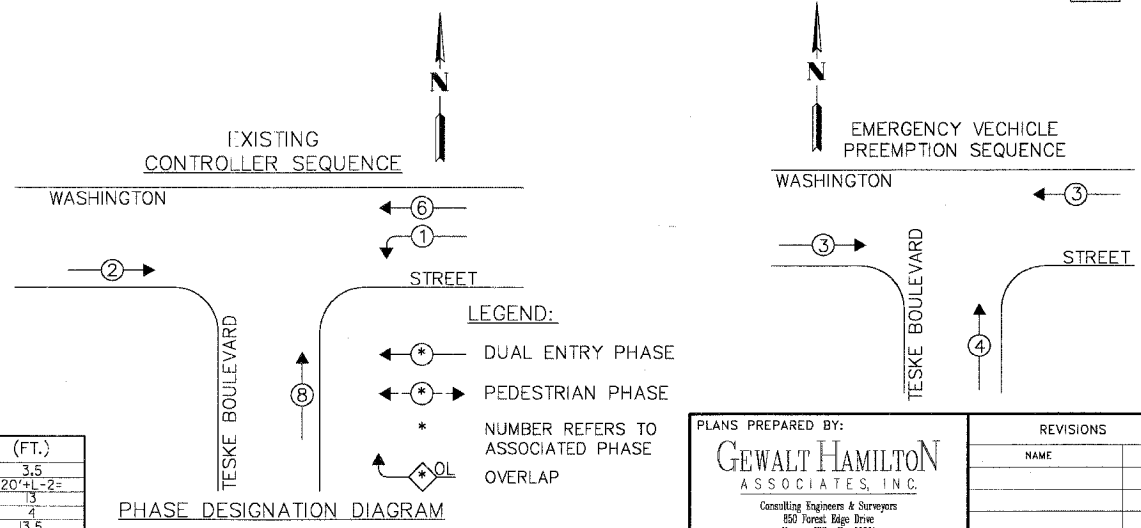 N
EXISTING
CONTROLLER SEQUENCE
WASHINGTON
6
1
2
STREET
TESKE BOULEVARD
8
LEGEND:
* DUAL ENTRY PHASE
* PEDESTRIAN PHASE
* NUMBER REFERS TO
ASSOCIATED PHASE
* OL OVERLAP
PHASE DESIGNATION DIAGRAM
(FT.)
3.5
20'+L-2=
13
4
13.5
N
EMERGENCY VECHICLE
PREEMPTION SEQUENCE
WASHINGTON
3
3
STREET
TESKE BOULEVARD
4
PLANS PREPARED BY:
GEWALT HAMILTON
ASSOCIATES, INC.
Consulting Engineers & Surveyors
850 Forest Edge Drive
REVISIONS
NAME